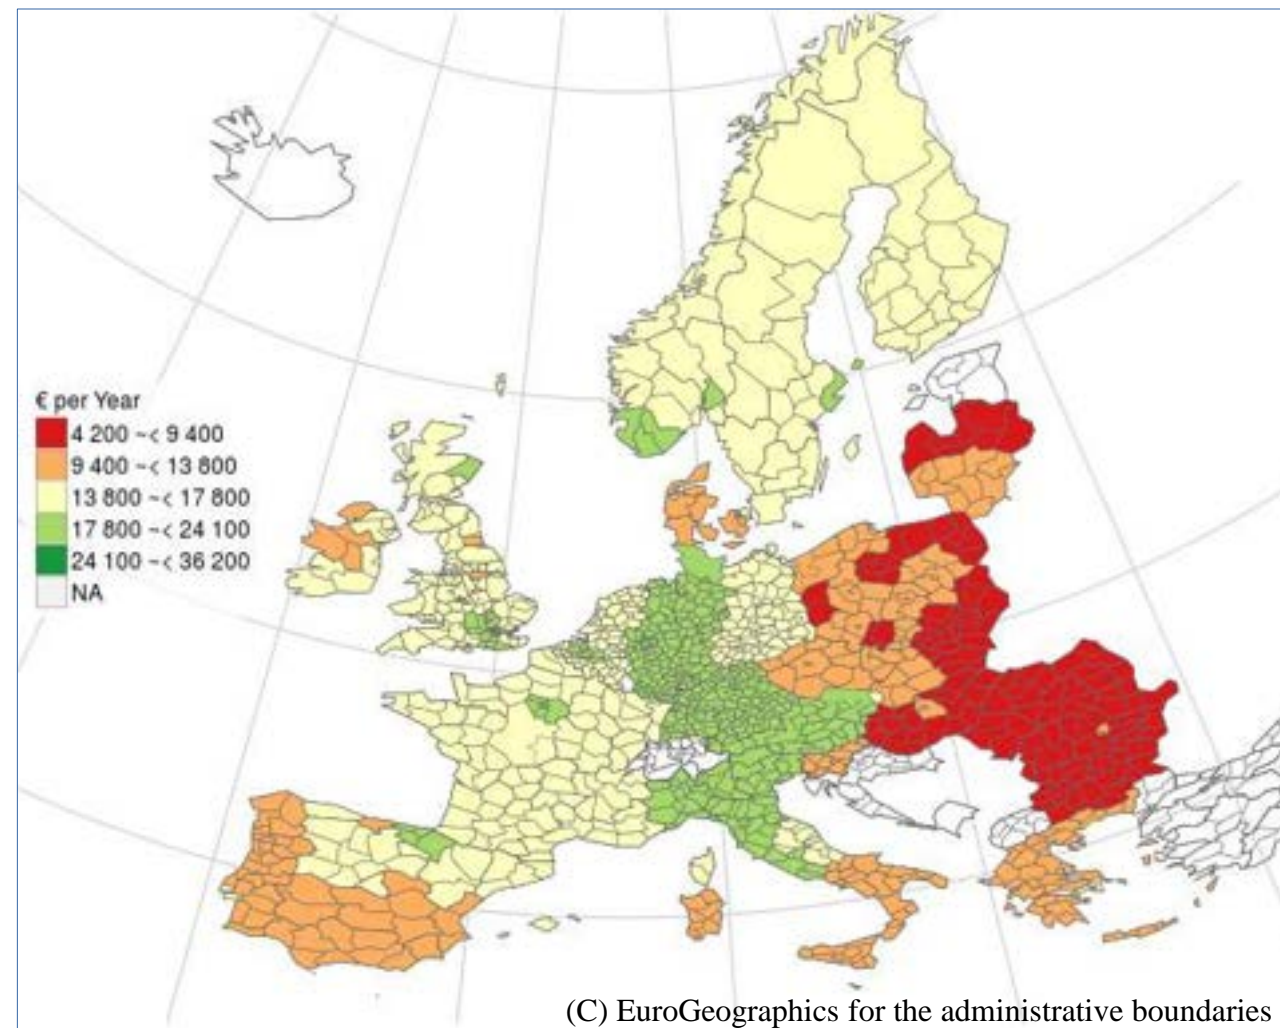 € per Year
4 200 ~< 9 400
9 400 ~< 13 800
13 800 ~< 17 800
17 800 ~< 24 100
24 100 ~< 36 200
NA
(C) EuroGeographics for the administrative boundaries